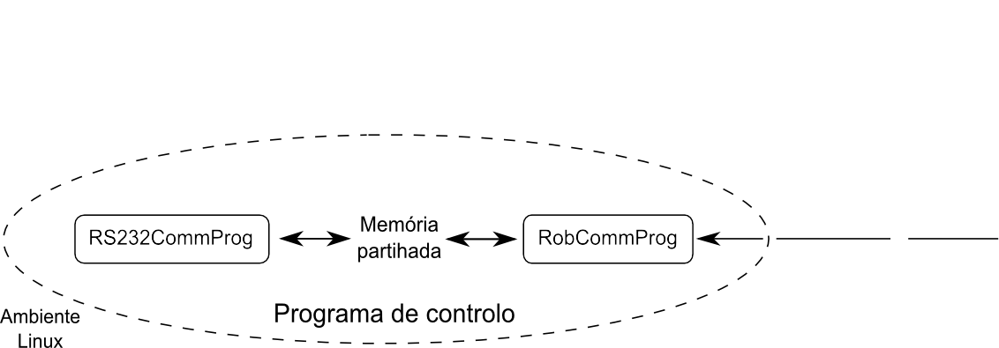 RS232CommProg
Memória
partihada
RobCommProg
Programa de controlo
Ambiente
Linux